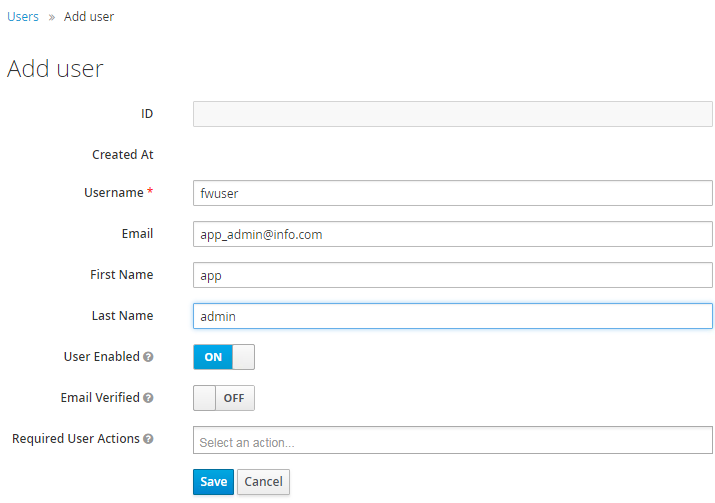 Users » Add user
Add user
ID
Created At
Username * fwuser
Email app_admin@info.com
First Name app
Last Name admin
User Enabled ? ON
Email Verified ? OFF
Required User Actions ? Select an action...
Save Cancel